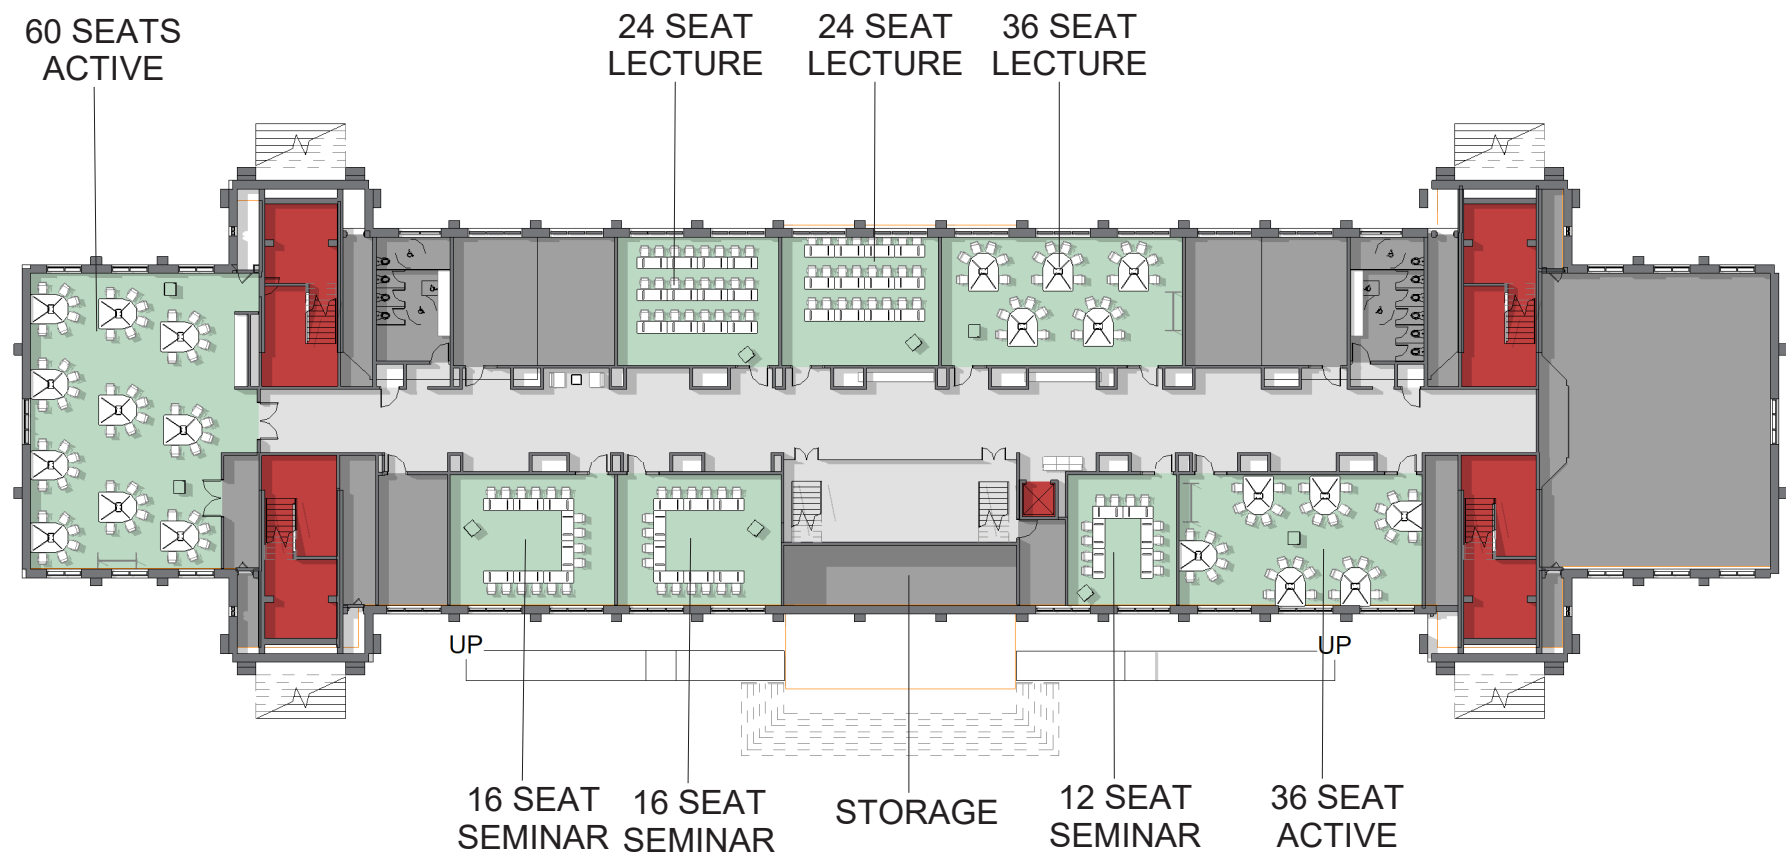 60 SEATS
ACTIVE
24 SEAT
LECTURE
24 SEAT
LECTURE
36 SEAT
LECTURE
UP
UP
16 SEAT
SEMINAR
16 SEAT
SEMINAR
STORAGE
12 SEAT
SEMINAR
36 SEAT
ACTIVE